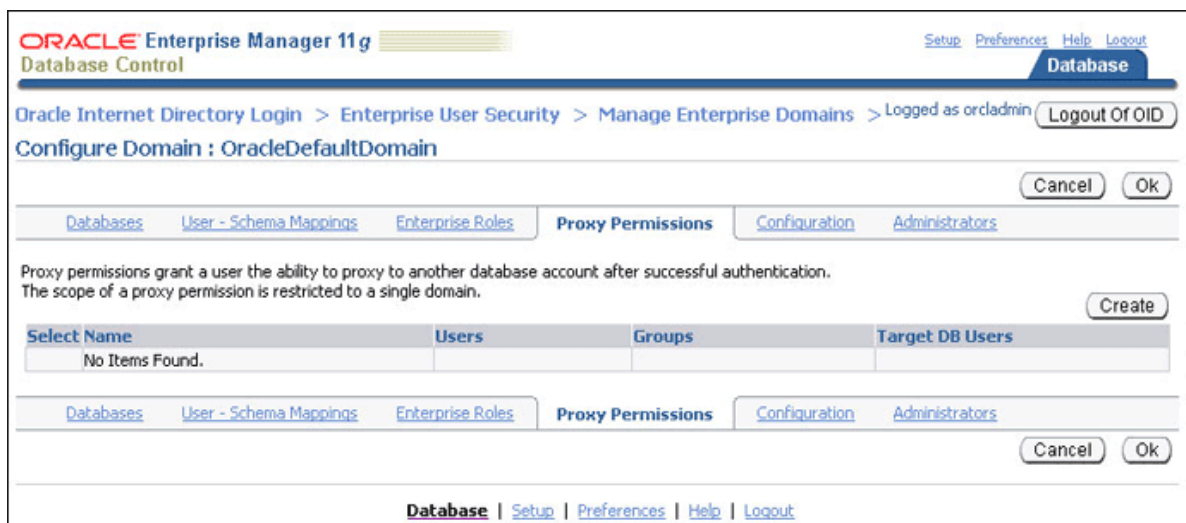 ORACLE Enterprise Manager 11g
Database Control
Setup Preferences Help Logout
Database
Oracle Internet Directory Login > Enterprise User Security > Manage Enterprise Domains > Logged as orcladmin Logout Of OID
Configure Domain : OracleDefaultDomain
Cancel Ok
Databases User - Schema Mappings Enterprise Roles Proxy Permissions Configuration Administrators
Proxy permissions grant a user the ability to proxy to another database account after successful authentication.
The scope of a proxy permission is restricted to a single domain.
Create
Select Name Users Groups Target DB Users
No Items Found.
Databases User - Schema Mappings Enterprise Roles Proxy Permissions Configuration Administrators
Cancel Ok
Database | Setup | Preferences | Help | Logout